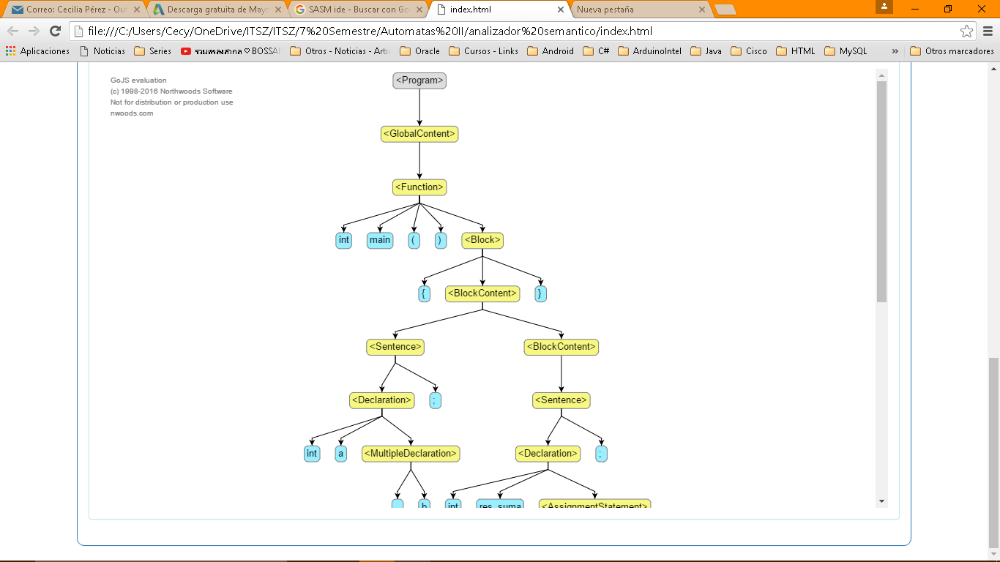 Correo: Cecilia Pérez - Out
Descarga gratuita de May
SASM ide - Buscar con Go
index.html
Nueva pestaña
file:///C:/Users/Cecy/OneDrive/ITSZ/ITSZ/7%20Semestre/Automatas%20II/analizador%20semantico/index.html
Aplicaciones
Noticias
Series
รวมเพลงสากล ♡ BOSSA
Otros - Noticias - Arti
Oracle
Cursos - Links
Android
C#
ArduinoIntel
Java
Cisco
HTML
MySQL
»
Otros marcadores
GoJS evaluation
(c) 1998-2016 Northwoods Software
Not for distribution or production use
nwoods.com
<Program>
<GlobalContent>
<Function>
int main ( ) <Block>
{ <BlockContent> }
<Sentence> <BlockContent>
<Declaration> ; <Sentence>
int a <MultipleDeclaration> <Declaration> ;
b int res_suma <AssignmentStatement>